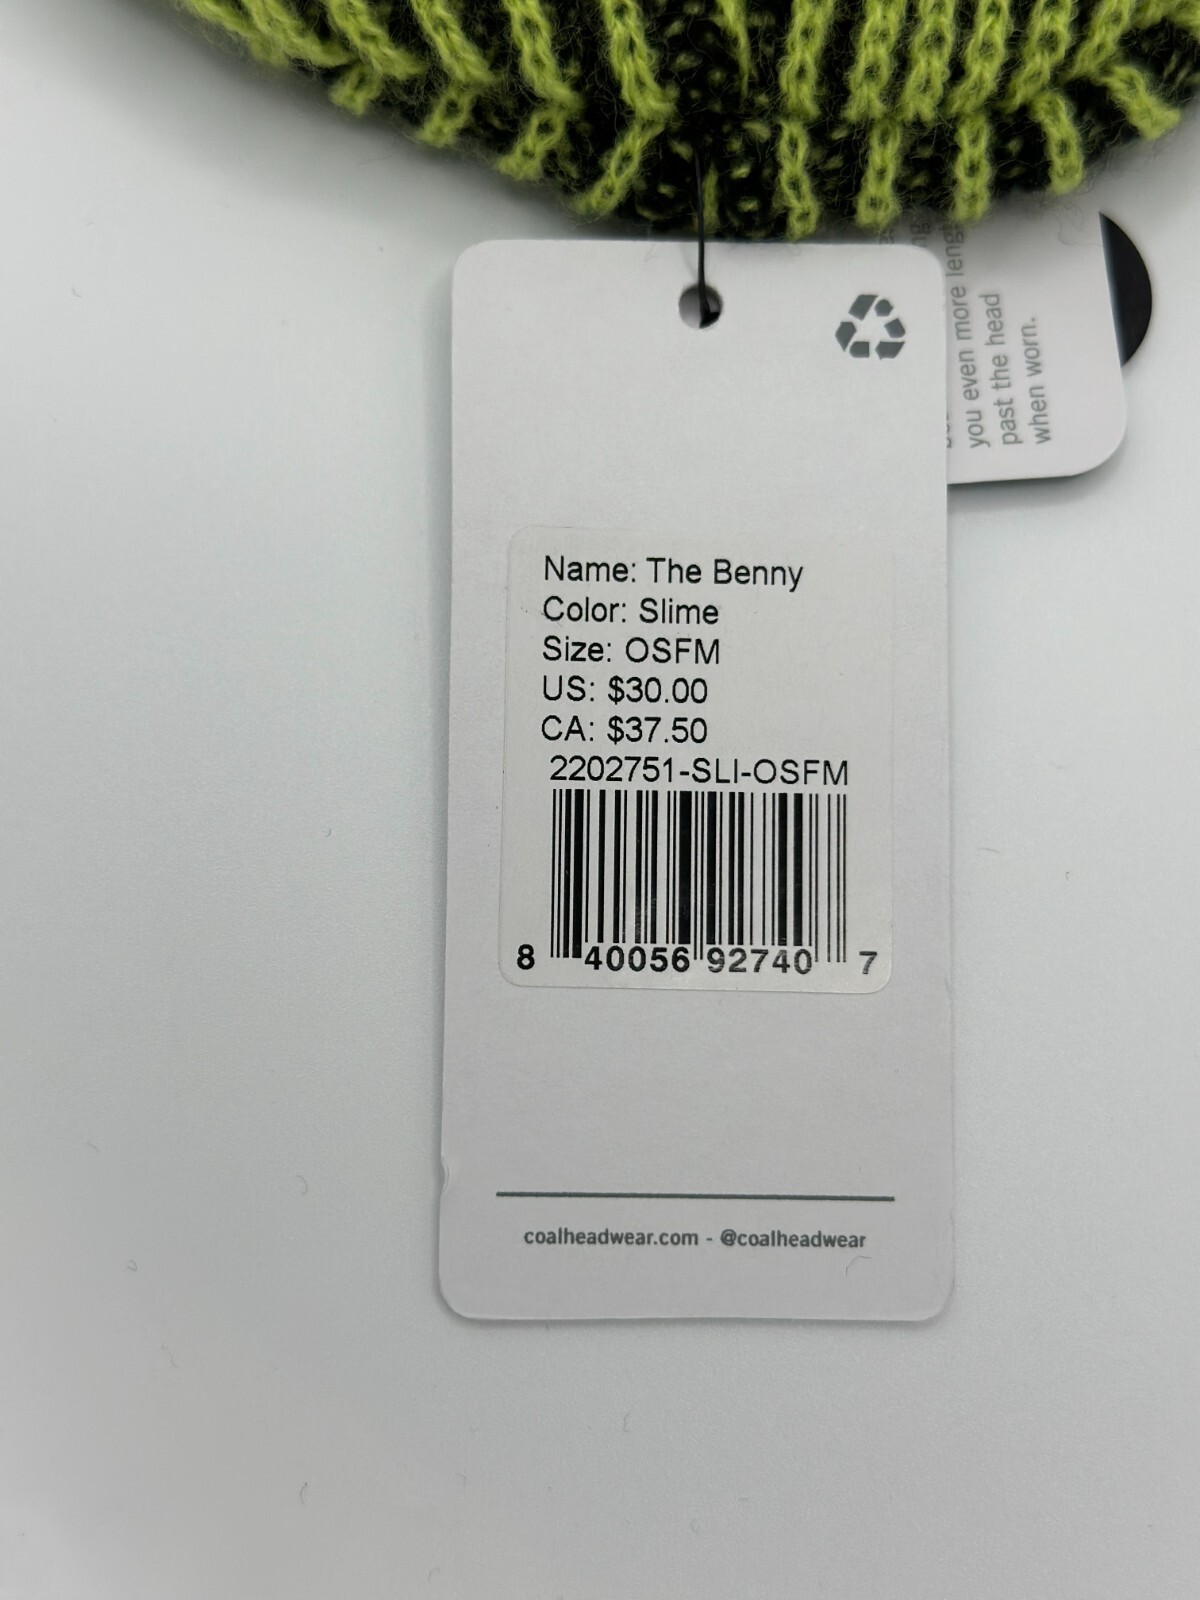 you even more
past the head
when worn.
Name: The Benny
Color: Slime
Size: OSFM
US: $30.00
CA: $37.50
2202751-SLI-OSFM
8 40056 92740 7
coalheadwear.com - @coalheadwear